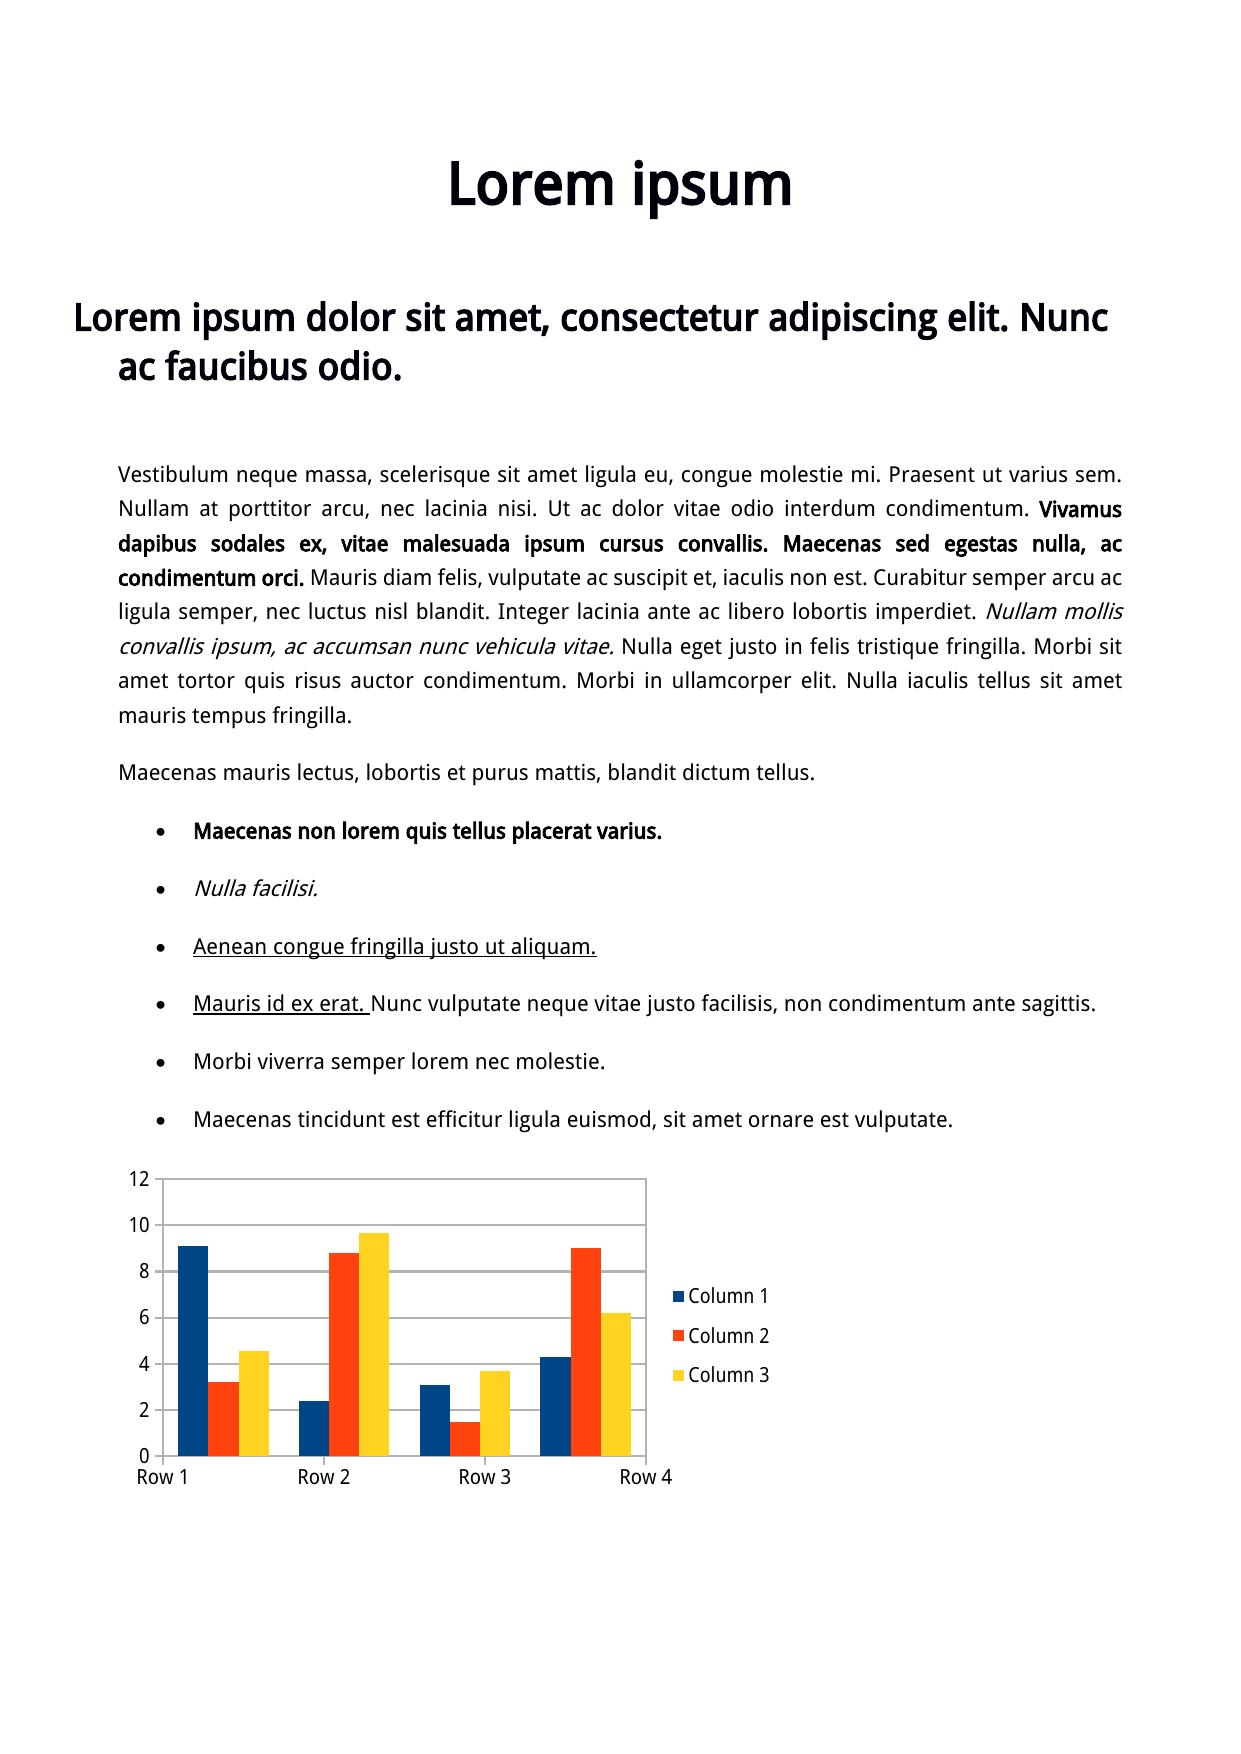 Lorem ipsum
Lorem ipsum dolor sit amet, consectetur adipiscing elit. Nunc
ac faucibus odio.
Vestibulum neque massa, scelerisque sit amet ligula eu, congue molestie mi. Praesent ut varius sem.
Nullam at porttitor arcu, nec lacinia nisi. Ut ac dolor vitae odio interdum condimentum. Vivamus
dapibus sodales ex, vitae malesuada ipsum cursus convallis. Maecenas sed egestas nulla, ac
condimentum orci. Mauris diam felis, vulputate ac suscipit et, iaculis non est. Curabitur semper arcu ac
ligula semper, nec luctus nisl blandit. Integer lacinia ante ac libero lobortis imperdiet. Nullam mollis
convallis ipsum, ac accumsan nunc vehicula vitae. Nulla eget justo in felis tristique fringilla. Morbi sit
amet tortor quis risus auctor condimentum. Morbi in ullamcorper elit. Nulla iaculis tellus sit amet
mauris tempus fringilla.
Maecenas mauris lectus, lobortis et purus mattis, blandit dictum tellus.
• Maecenas non lorem quis tellus placerat varius.
• Nulla facilisi.
• Aenean congue fringilla justo ut aliquam.
• Mauris id ex erat. Nunc vulputate neque vitae justo facilisis, non condimentum ante sagittis.
• Morbi viverra semper lorem nec molestie.
• Maecenas tincidunt est efficitur ligula euismod, sit amet ornare est vulputate.
12
10
8
6
4
2
0
Row 1 Row 2 Row 3 Row 4
Column 1
Column 2
Column 3